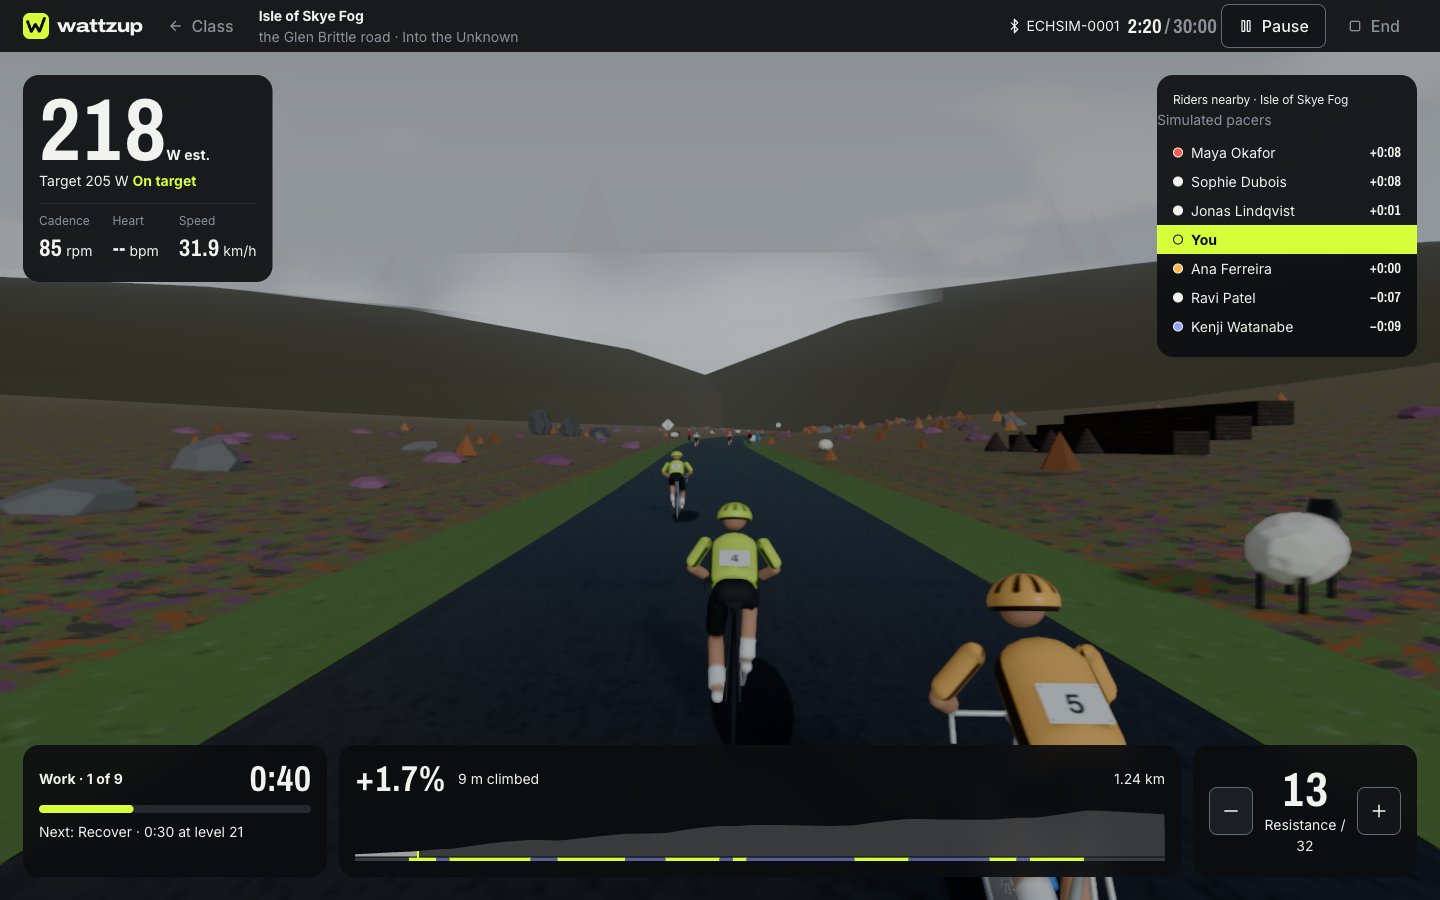 wattzup
Class
Isle of Skye Fog
the Glen Brittle road · Into the Unknown
ECHSIM-0001 2:20 / 30:00
Pause
End
218 W est.
Target 205 W On target
Cadence Heart Speed
85 rpm -- bpm 31.9 km/h
Riders nearby · Isle of Skye Fog
Simulated pacers
Maya Okafor +0:08
Sophie Dubois +0:08
Jonas Lindqvist +0:01
You
Ana Ferreira +0:00
Ravi Patel −0:07
Kenji Watanabe −0:09
4
5
Work · 1 of 9 0:40
Next: Recover · 0:30 at level 21
+1.7% 9 m climbed 1.24 km
13
Resistance /
32